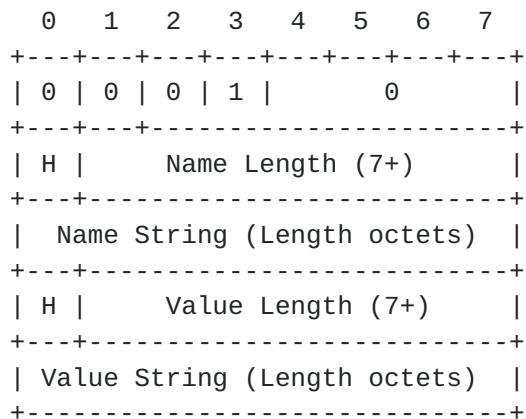 0   1   2   3   4   5   6   7
+---+---+---+---+---+---+---+---+
| 0 | 0 | 0 | 1 |       0       |
+---+---+-----------------------+
| H |     Name Length (7+)      |
+---+---------------------------+
|  Name String (Length octets)  |
+---+---------------------------+
| H |     Value Length (7+)     |
+---+---------------------------+
| Value String (Length octets)  |
+-------------------------------+